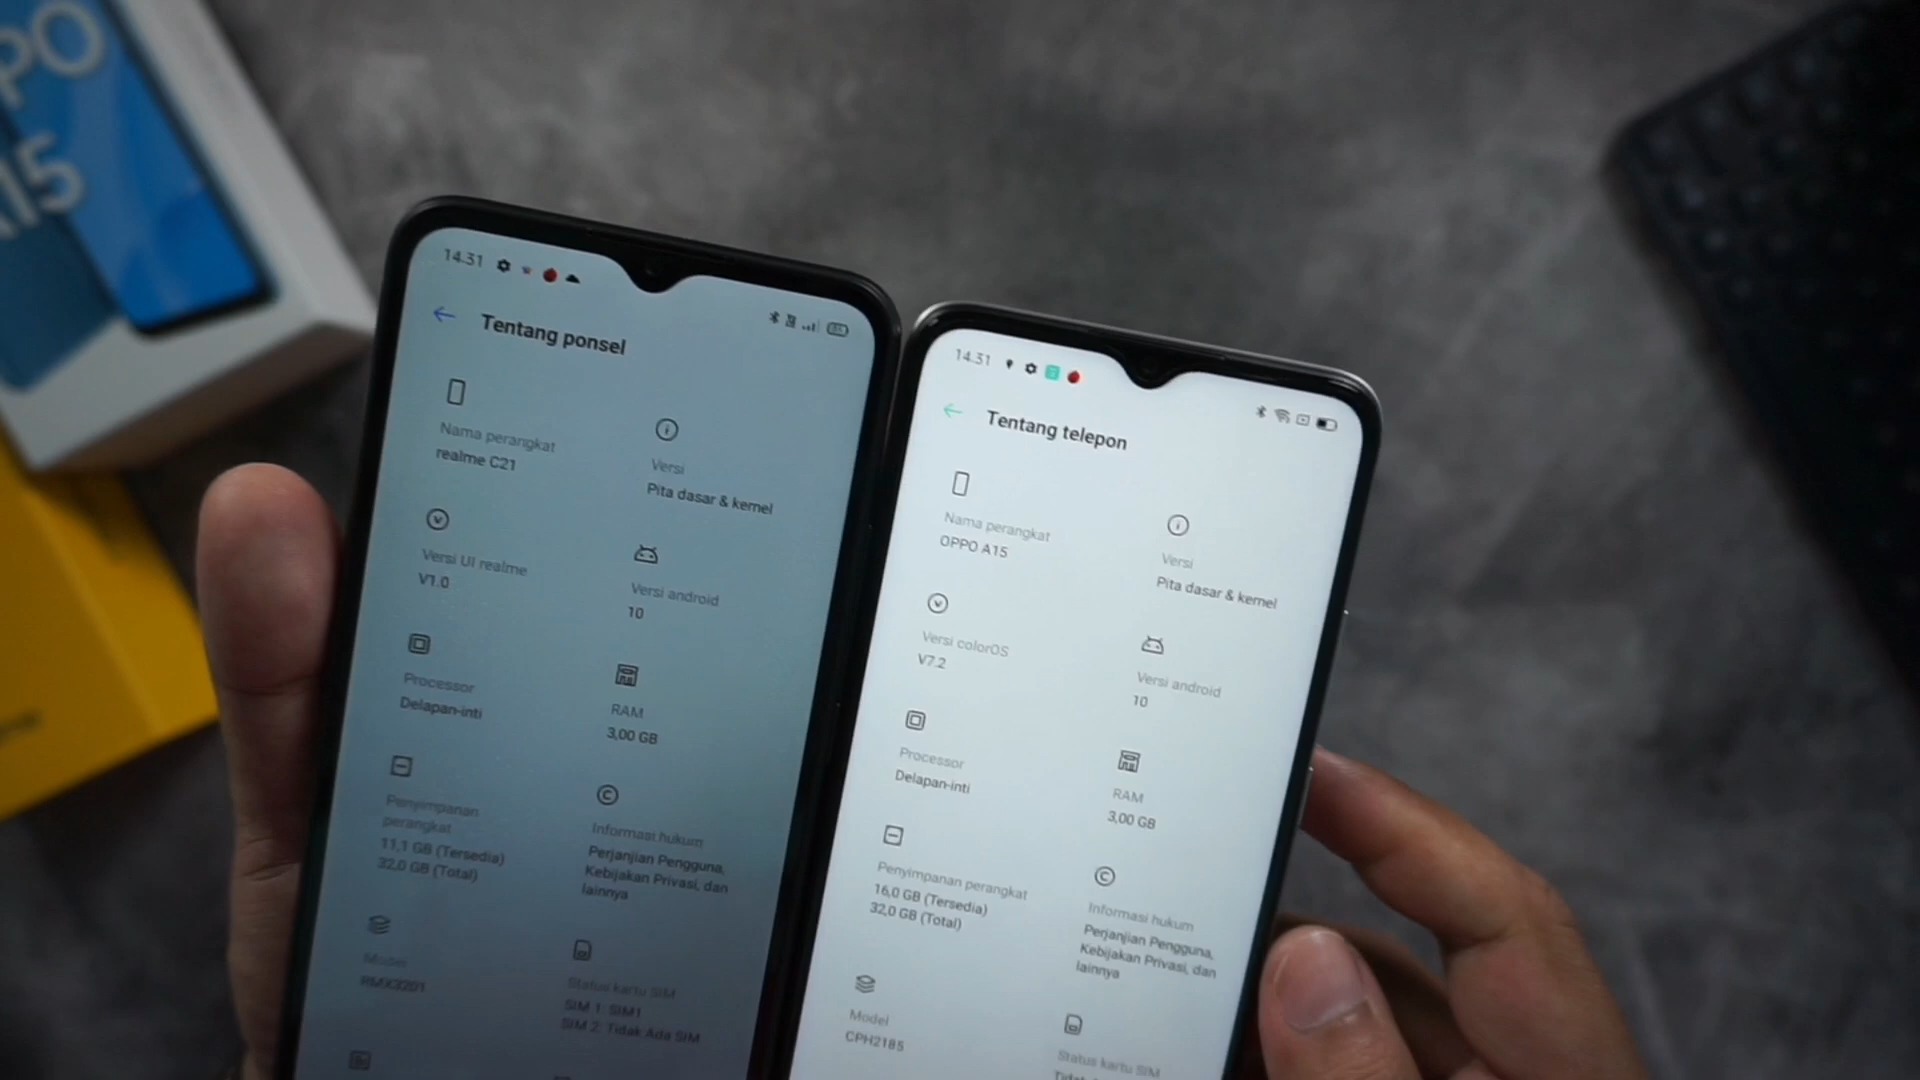 PO
15
14.31
Tentang ponsel
Nama perangkat
realme C21
Versi
Pita dasar & kernel
Versi UI realme
V1.0
Versi android
10
Processor
Delapan-inti
RAM
3,00 GB
Penyimpanan
perangkat
11,1 GB (Tersedia)
32,0 GB (Total)
Informasi hukum
Perjanjian Pengguna,
Kebijakan Privasi, dan
lainnya
Model
RMX3201
Status kartu SIM
SIM 1: SIM1
SIM 2: Tidak Ada SIM
14.31
Tentang telepon
Nama perangkat
OPPO A15
Versi
Pita dasar & kernel
Versi colorOS
V7.2
Versi android
10
Processor
Delapan-inti
RAM
3,00 GB
Penyimpanan perangkat
16,0 GB (Tersedia)
32,0 GB (Total)
Informasi hukum
Perjanjian Pengguna,
Kebijakan Privasi, dan
lainnya
Model
CPH2185
Status kartu SIM